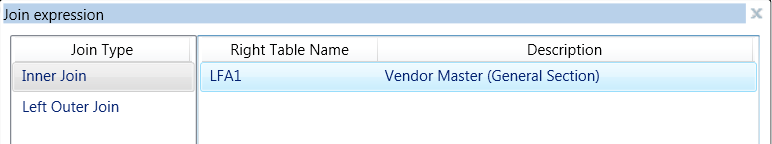 Join expression
Join Type Right Table Name Description
Inner Join LFA1 Vendor Master (General Section)
Left Outer Join